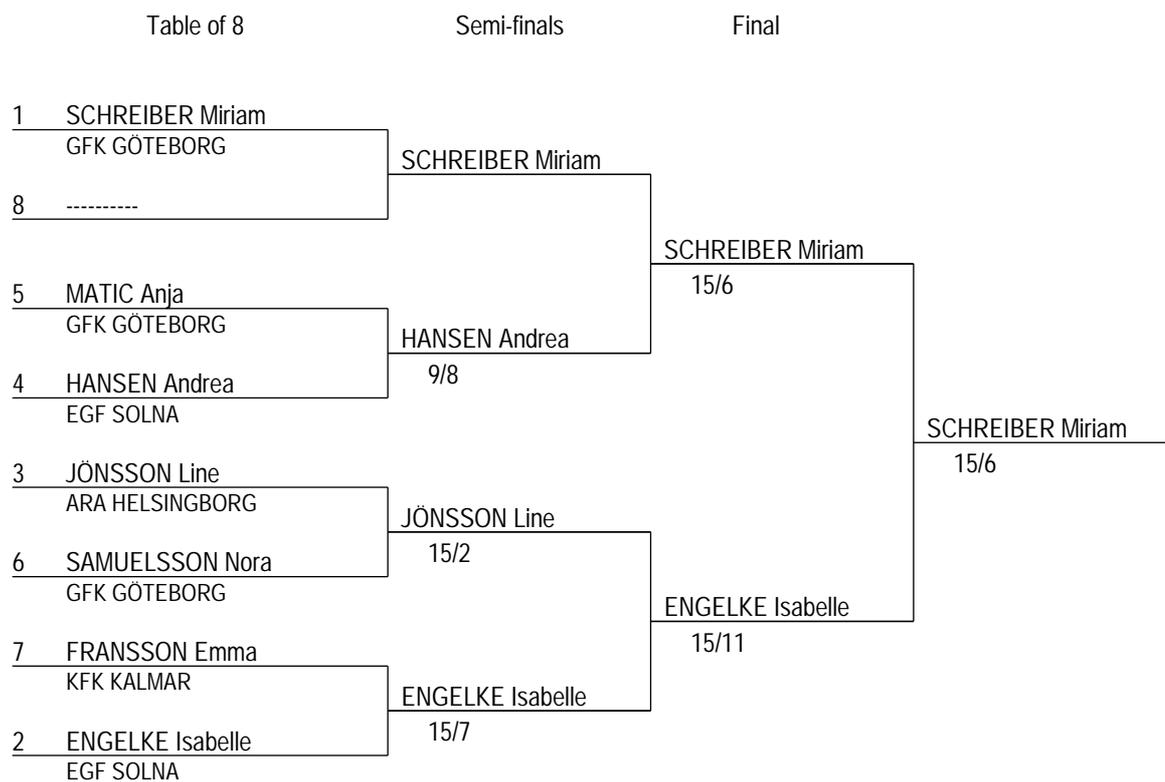 Table of 8 Semi-finals Final
1 SCHREIBER Miriam
GFK GÖTEBORG
SCHREIBER Miriam
8 ----------
SCHREIBER Miriam
15/6
5 MATIC Anja
GFK GÖTEBORG
HANSEN Andrea
9/8
4 HANSEN Andrea
EGF SOLNA
SCHREIBER Miriam
15/6
3 JÖNSSON Line
ARA HELSINGBORG
JÖNSSON Line
15/2
6 SAMUELSSON Nora
GFK GÖTEBORG
ENGELKE Isabelle
15/11
7 FRANSSON Emma
KFK KALMAR
ENGELKE Isabelle
15/7
2 ENGELKE Isabelle
EGF SOLNA